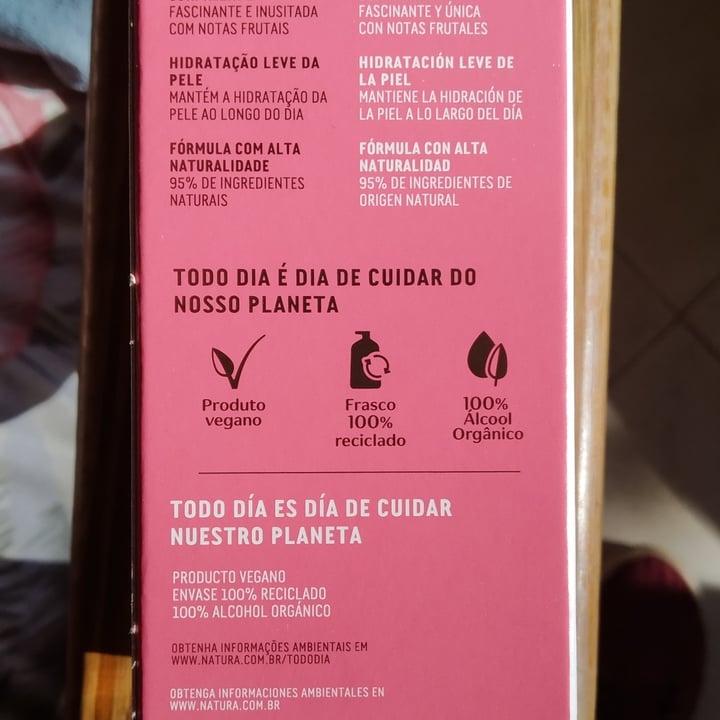 FASCINANTE E INUSITADA
COM NOTAS FRUTAIS
HIDRATAÇÃO LEVE DA
PELE
MANTÉM A HIDRATAÇÃO DA
PELE AO LONGO DO DIA
FÓRMULA COM ALTA
NATURALIDADE
95% DE INGREDIENTES
NATURAIS
FASCINANTE Y ÚNICA
CON NOTAS FRUTALES
HIDRATACIÓN LEVE DE
LA PIEL
MANTIENE LA HIDRACIÓN DE
LA PIEL A LO LARGO DEL DÍA
FÓRMULA CON ALTA
NATURALIDAD
95% DE INGREDIENTES DE
ORIGEN NATURAL
TODO DIA É DIA DE CUIDAR DO
NOSSO PLANETA
Produto
vegano
Frasco
100%
reciclado
100%
Álcool
Orgânico
TODO DÍA ES DÍA DE CUIDAR
NUESTRO PLANETA
PRODUCTO VEGANO
ENVASE 100% RECICLADO
100% ALCOHOL ORGÁNICO
OBTENHA INFORMAÇÕES AMBIENTAIS EM
WWW.NATURA.COM.BR/TODODIA
OBTENGA INFORMACIONES AMBIENTALES EN
WWW.NATURA.COM.BR